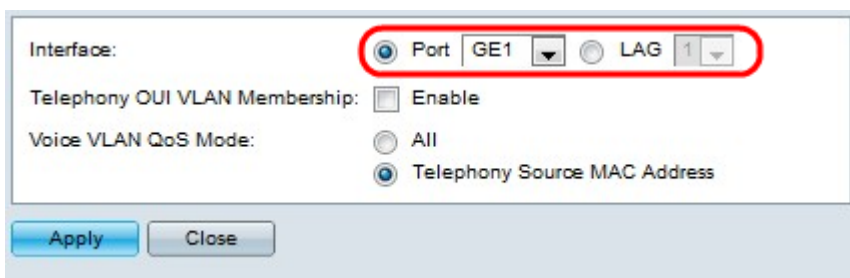 Interface: Port GE1 LAG 1
Telephony OUI VLAN Membership: Enable
Voice VLAN QoS Mode: All
Telephony Source MAC Address
Apply Close